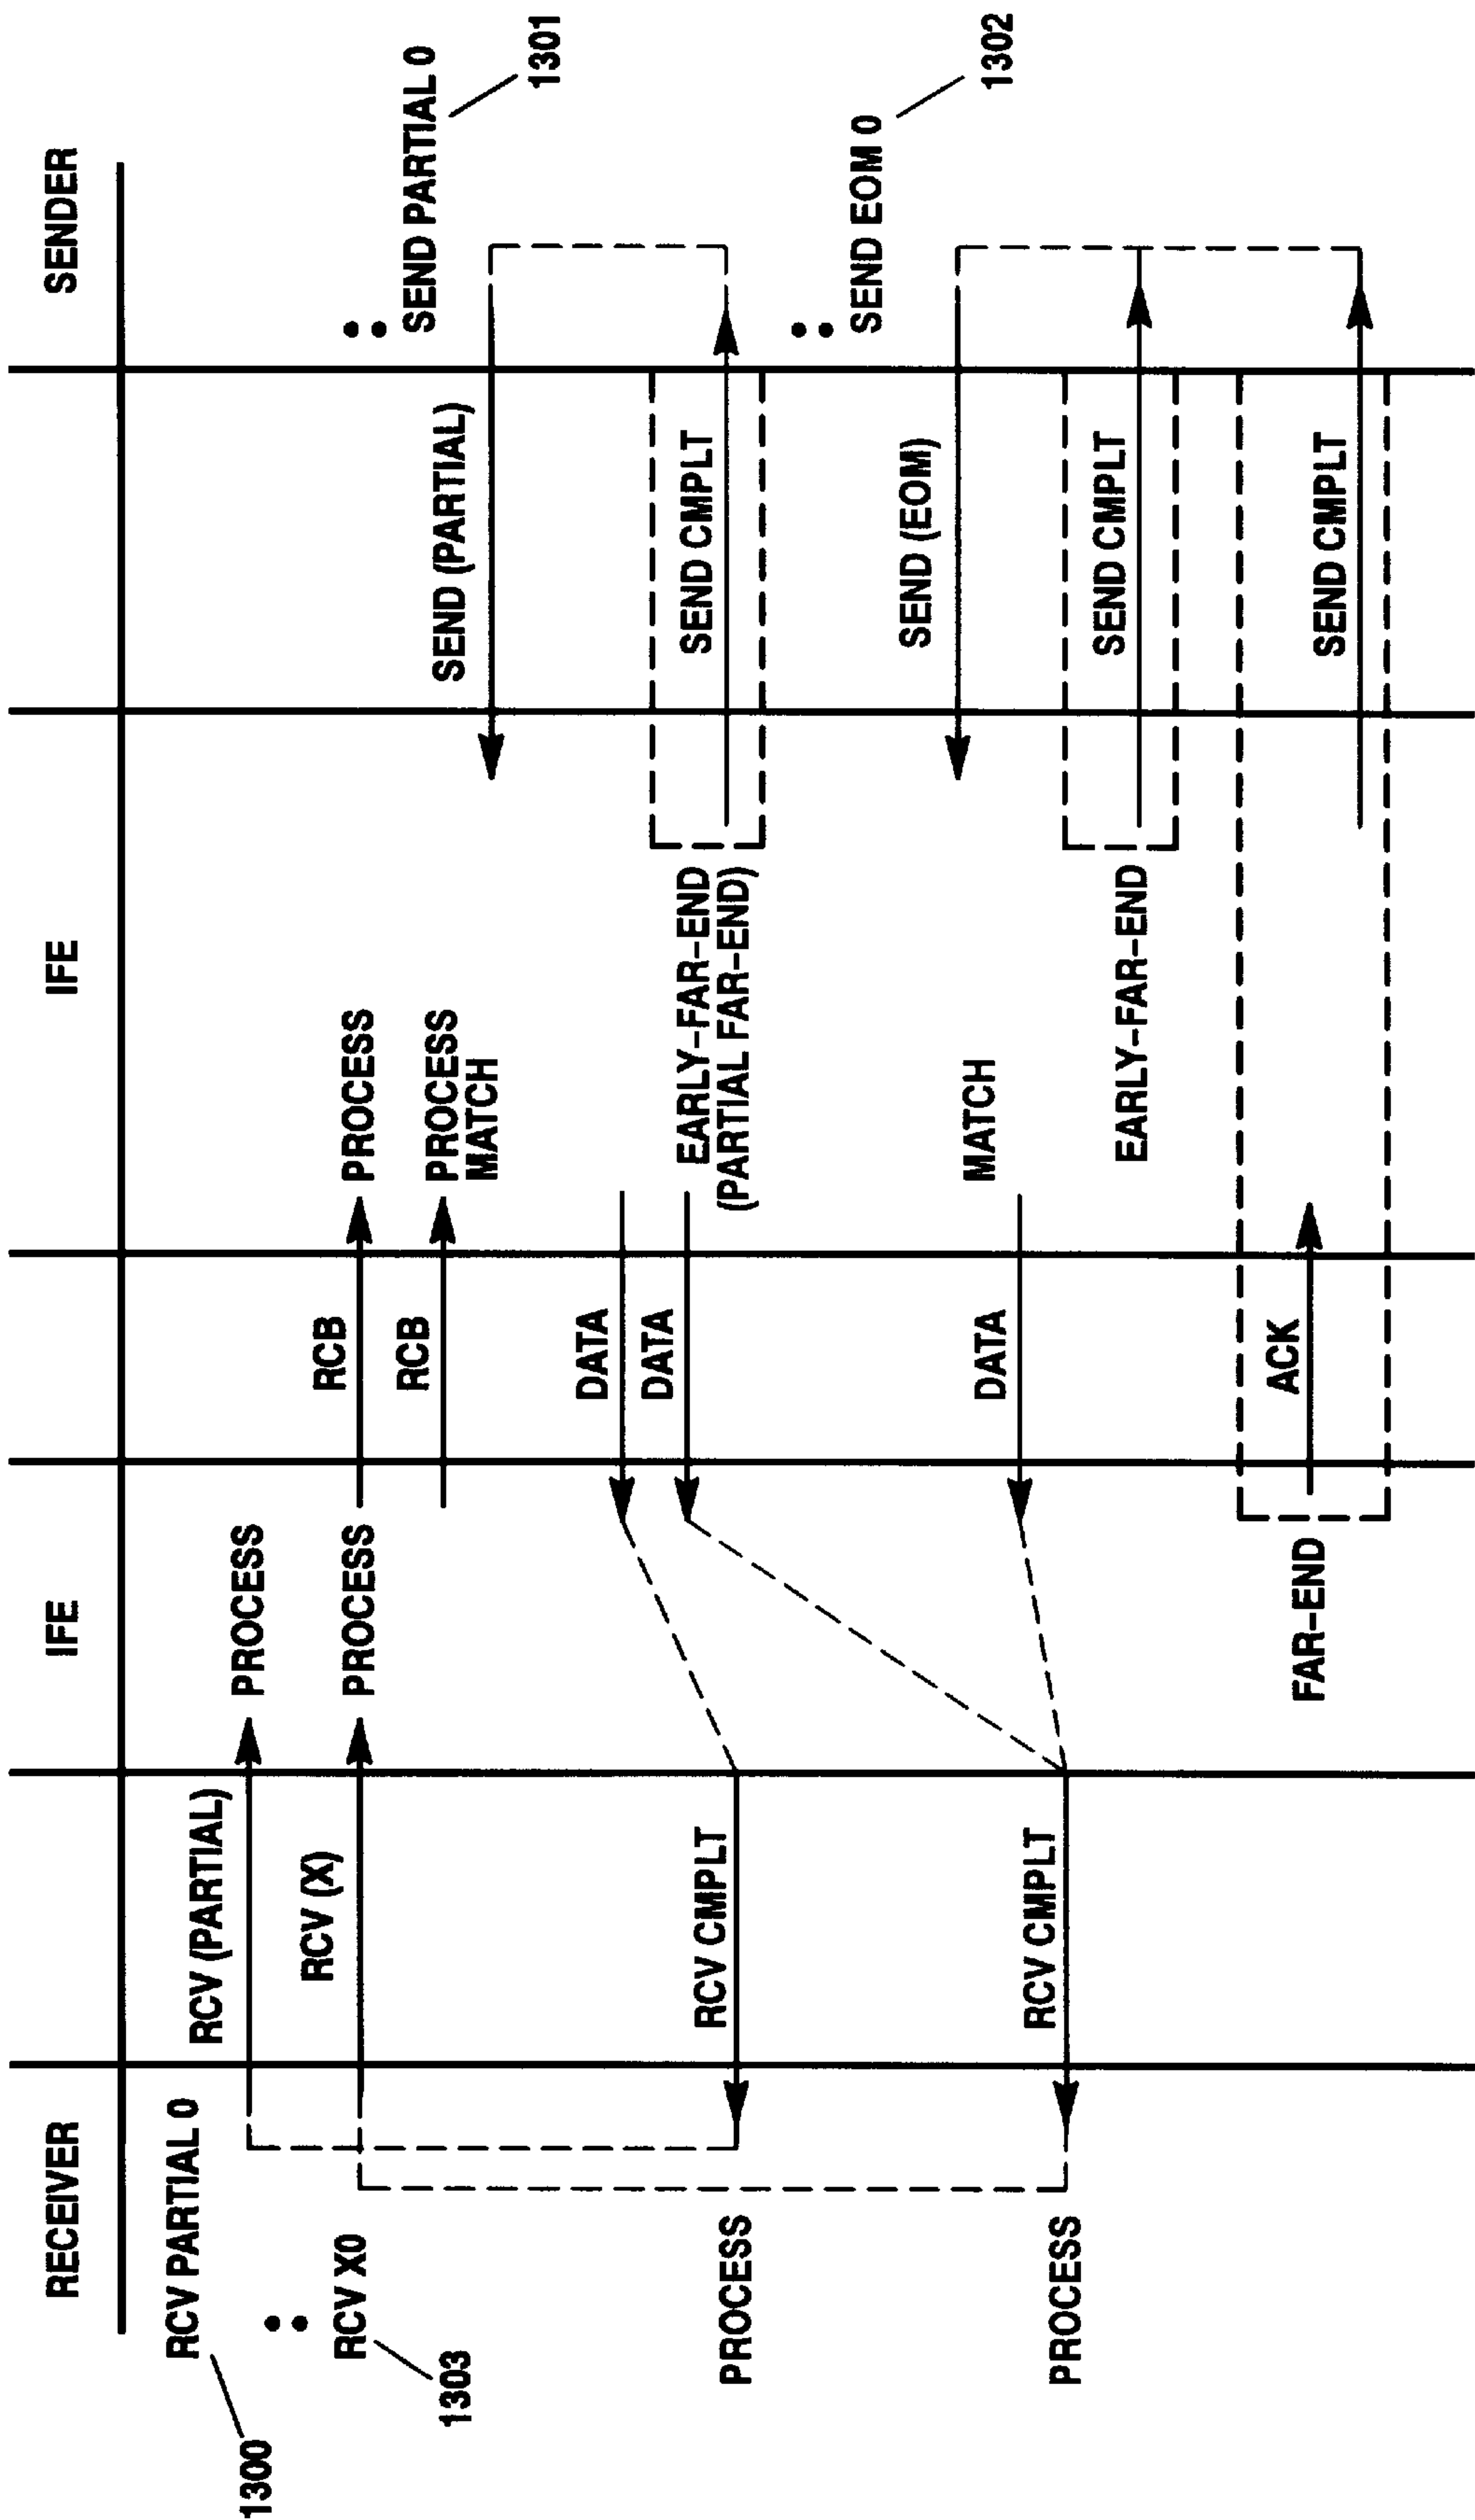 RECEIVER
IFE
IFE
SENDER
1300
RCV PARTIAL 0
RCV (PARTIAL)
PROCESS
RCV X0
1303
RCV (X)
PROCESS
RCB
PROCESS
RCB
PROCESS
MATCH
SEND PARTIAL 0
1301
SEND (PARTIAL)
DATA
DATA
EARLY-FAR-END
(PARTIAL FAR-END)
SEND CMPLT
RCV CMPLT
PROCESS
SEND EOM 0
1302
SEND (EOM)
MATCH
DATA
RCV CMPLT
PROCESS
EARLY-FAR-END
SEND CMPLT
FAR-END
ACK
SEND CMPLT